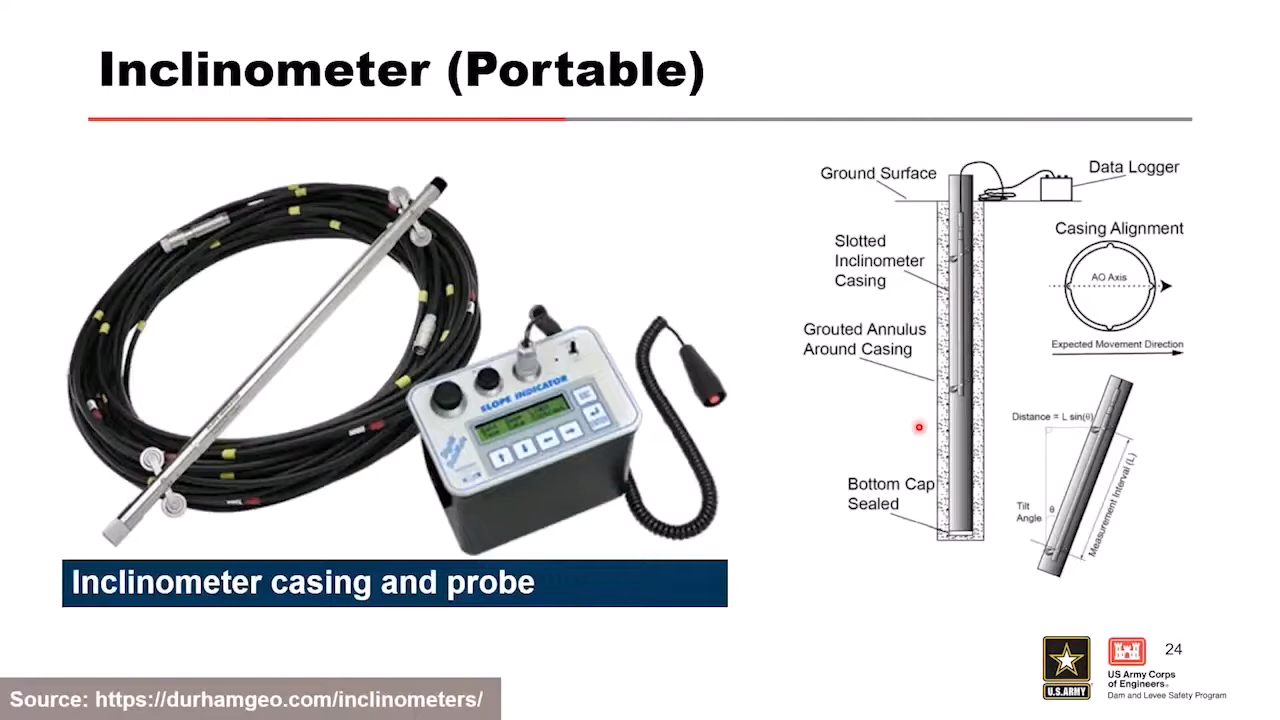 Inclinometer (Portable)
SLOPE INDICATOR
Inclinometer casing and probe
Ground Surface
Data Logger
Slotted
Inclinometer
Casing
Casing Alignment
AO Axis
Expected Movement Direction
Grouted Annulus
Around Casing
Distance = L sin(θ)
Measurement Interval (L)
Tilt
Angle
θ
Bottom Cap
Sealed
24
U.S.ARMY
US Army Corps
of Engineers®
Dam and Levee Safety Program
Source: https://durhamgeo.com/inclinometers/